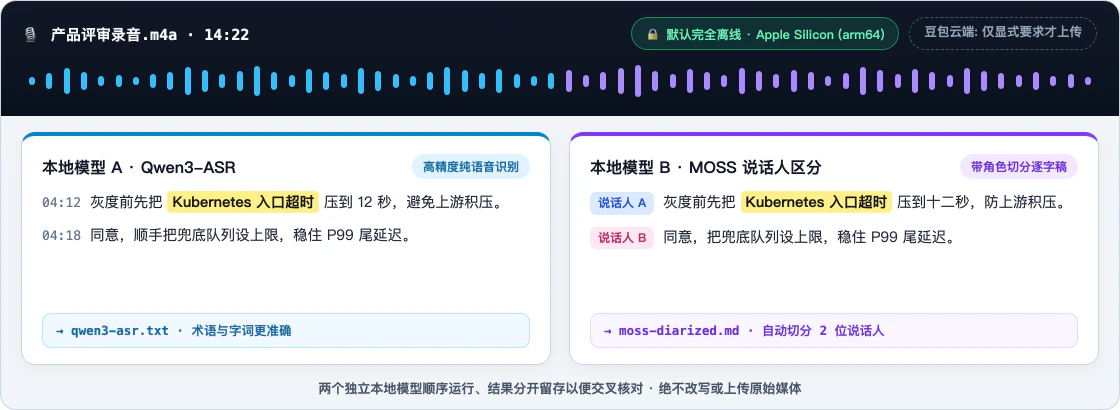 产品评审录音.m4a · 14:22
默认完全离线 · Apple Silicon (arm64)
豆包云端: 仅显式要求才上传
本地模型 A · Qwen3-ASR
高精度纯语音识别
04:12 灰度前先把 Kubernetes 入口超时 压到 12 秒，避免上游积压。
04:18 同意，顺手把兜底队列设上限，稳住 P99 尾延迟。
→ qwen3-asr.txt · 术语与字词更准确
本地模型 B · MOSS 说话人区分
带角色切分逐字稿
说话人 A 灰度前先把 Kubernetes 入口超时 压到十二秒，防上游积压。
说话人 B 同意，把兜底队列设上限，稳住 P99 尾延迟。
→ moss-diarized.md · 自动切分 2 位说话人
两个独立本地模型顺序运行、结果分开留存以便交叉核对 · 绝不改写或上传原始媒体